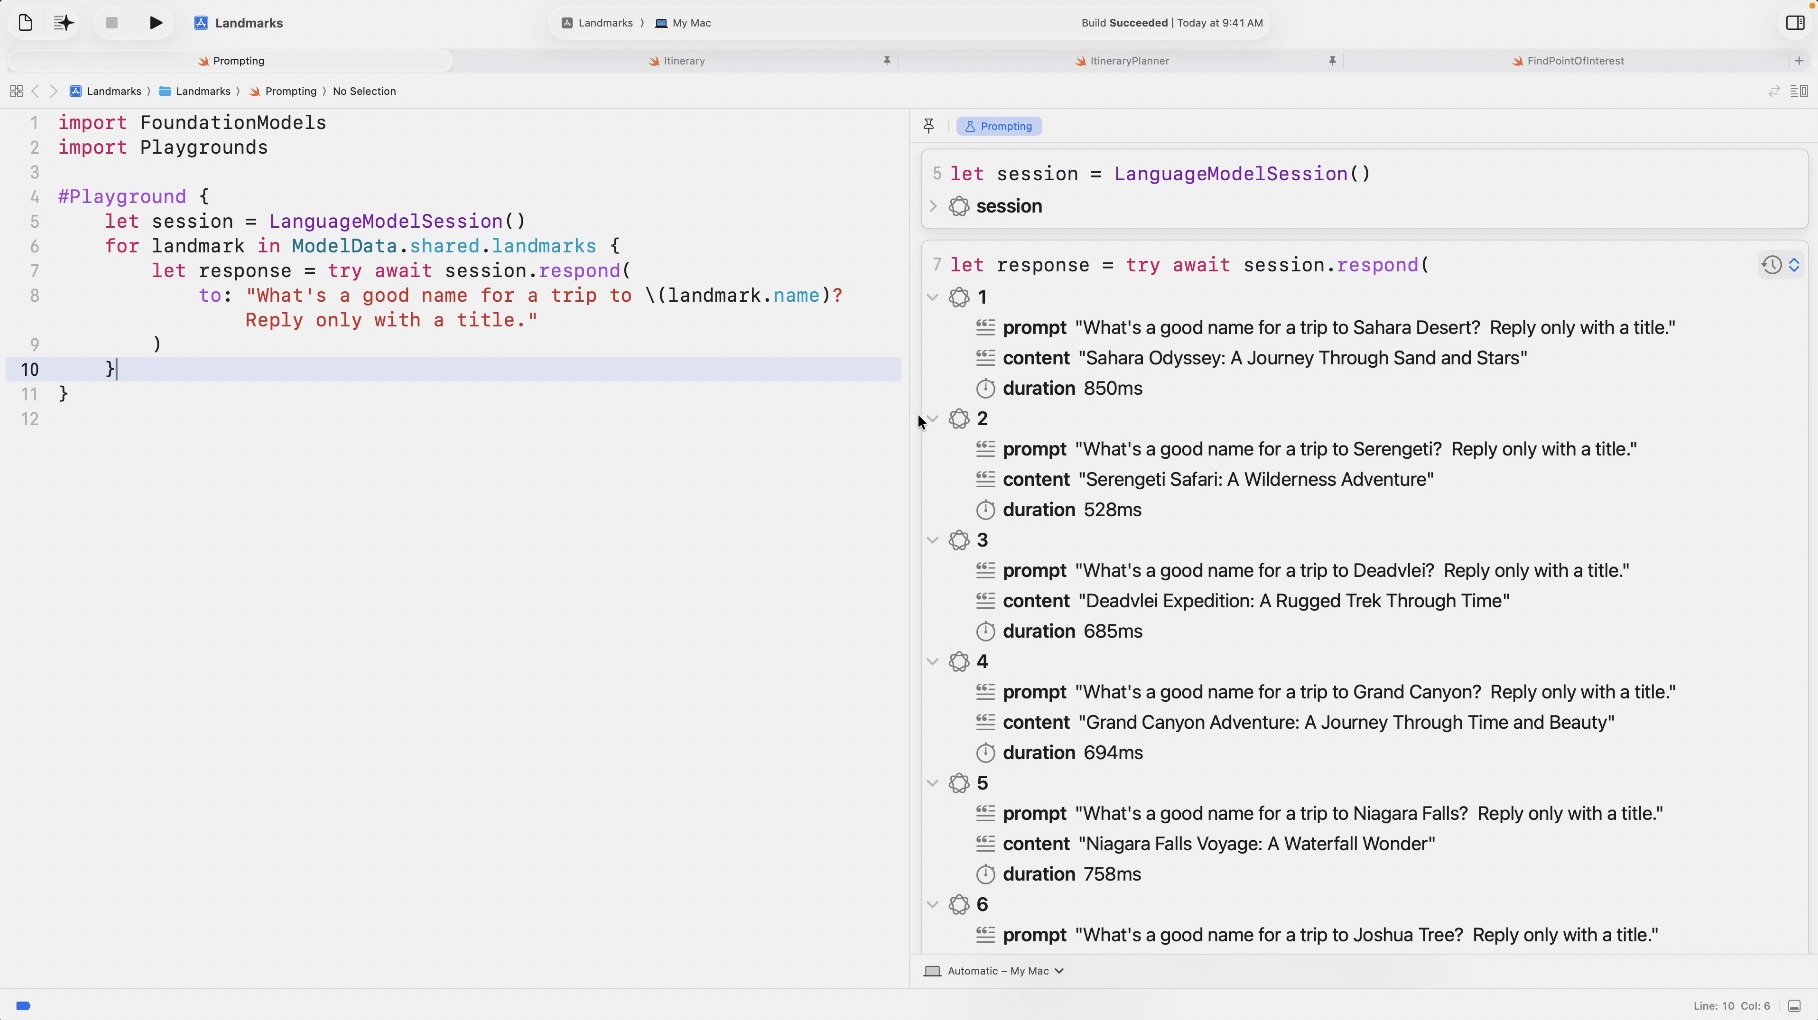 Landmarks
Landmarks 〉 My Mac
Build Succeeded | Today at 9:41 AM
Prompting
Itinerary
ItineraryPlanner
FindPointOfInterest
Landmarks 〉 Landmarks 〉 Prompting 〉 No Selection
1 import FoundationModels
2 import Playgrounds
3
4 #Playground {
5 let session = LanguageModelSession()
6 for landmark in ModelData.shared.landmarks {
7 let response = try await session.respond(
8 to: "What's a good name for a trip to \(landmark.name)?
Reply only with a title."
9 )
10 }
11 }
12
Prompting
5 let session = LanguageModelSession()
session
7 let response = try await session.respond(
1
prompt "What's a good name for a trip to Sahara Desert? Reply only with a title."
content "Sahara Odyssey: A Journey Through Sand and Stars"
duration 850ms
2
prompt "What's a good name for a trip to Serengeti? Reply only with a title."
content "Serengeti Safari: A Wilderness Adventure"
duration 528ms
3
prompt "What's a good name for a trip to Deadvlei? Reply only with a title."
content "Deadvlei Expedition: A Rugged Trek Through Time"
duration 685ms
4
prompt "What's a good name for a trip to Grand Canyon? Reply only with a title."
content "Grand Canyon Adventure: A Journey Through Time and Beauty"
duration 694ms
5
prompt "What's a good name for a trip to Niagara Falls? Reply only with a title."
content "Niagara Falls Voyage: A Waterfall Wonder"
duration 758ms
6
prompt "What's a good name for a trip to Joshua Tree? Reply only with a title."
Automatic – My Mac
Line: 10 Col: 6